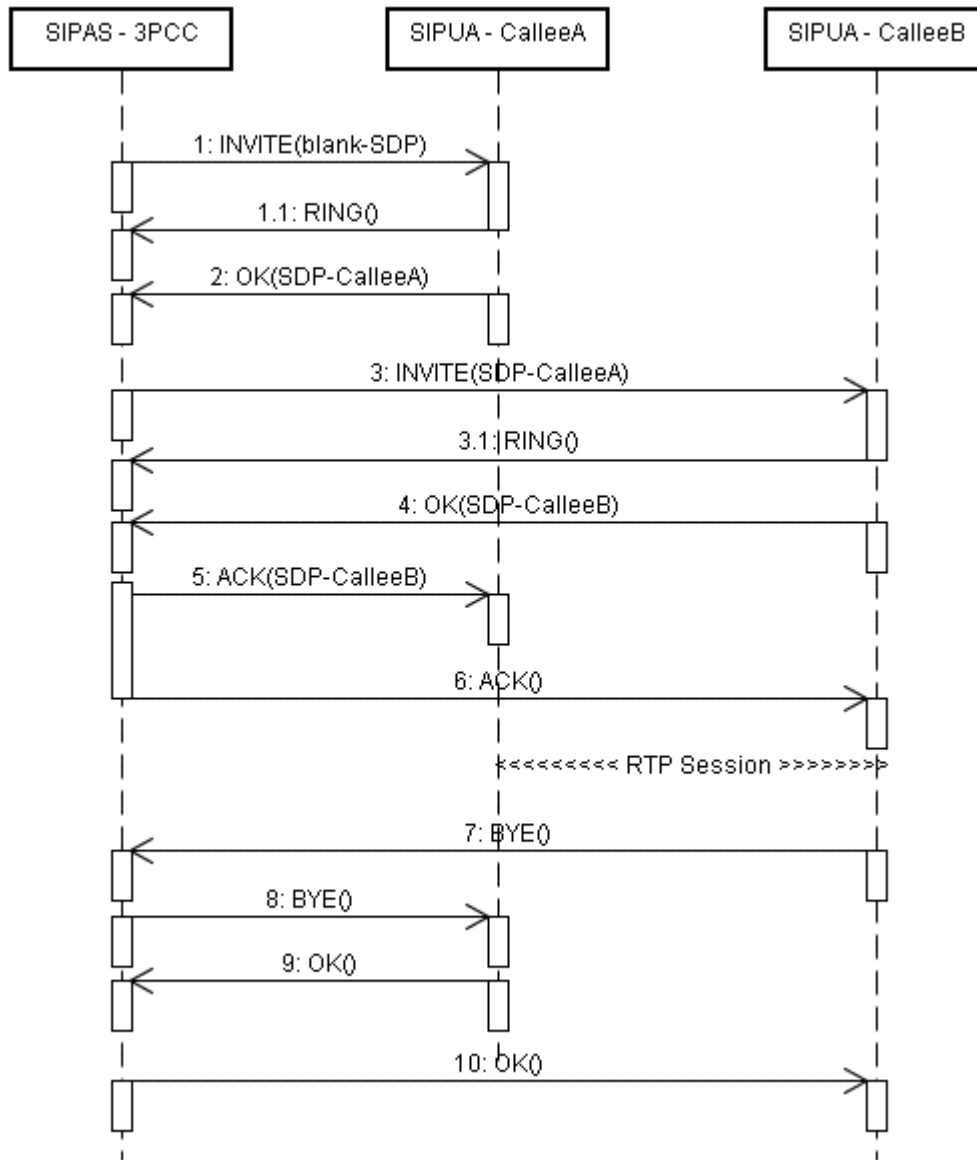 SIPAS - 3PCC
SIPUA - CalleeA
SIPUA - CalleeB
1: INVITE(blank-SDP)
1.1: RING()
2: OK(SDP-CalleeA)
3: INVITE(SDP-CalleeA)
3.1: RING()
4: OK(SDP-CalleeB)
5: ACK(SDP-CalleeB)
6: ACK()
<<<<<<<<< RTP Session >>>>>>>>
7: BYE()
8: BYE()
9: OK()
10: OK()